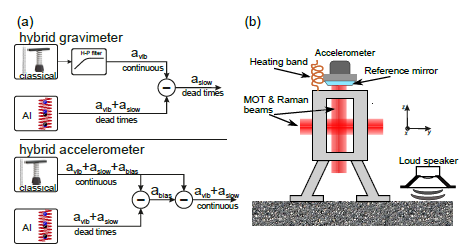 (a)
hybrid gravimeter
H-P filter
classical
a_vib
continuous
a_slow
dead times
AI
a_vib+a_slow
dead times
hybrid accelerometer
classical
a_vib+a_slow+a_bias
continuous
a_bias
a_vib+a_slow
continuous
AI
a_vib+a_slow
dead times
(b)
Accelerometer
Heating band
Reference mirror
MOT & Raman
beams
z
x
y
Loud speaker